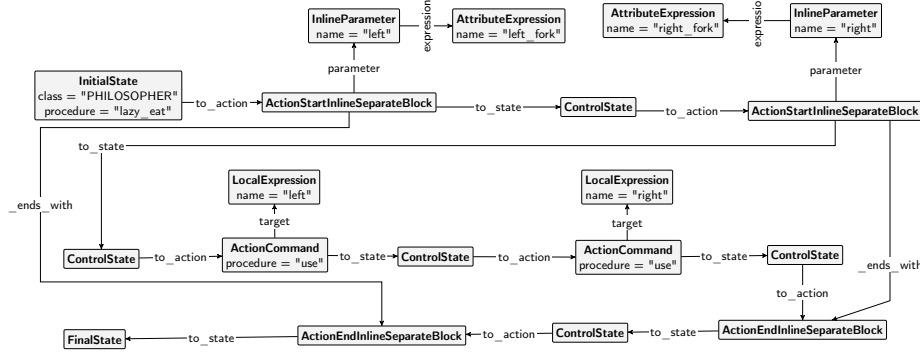 InlineParameter
name = "left"
expression
AttributeExpression
name = "left_fork"
AttributeExpression
name = "right_fork"
expression
InlineParameter
name = "right"
parameter
parameter
InitialState
class = "PHILOSOPHER"
procedure = "lazy_eat"
to_action
ActionStartInlineSeparateBlock
to_state
ControlState
to_action
ActionStartInlineSeparateBlock
to_state
_ends_with
LocalExpression
name = "left"
target
LocalExpression
name = "right"
target
ControlState
to_action
ActionCommand
procedure = "use"
to_state
ControlState
to_action
ActionCommand
procedure = "use"
to_state
ControlState
_ends_with
to_action
FinalState
to_state
ActionEndInlineSeparateBlock
to_action
ControlState
to_state
ActionEndInlineSeparateBlock